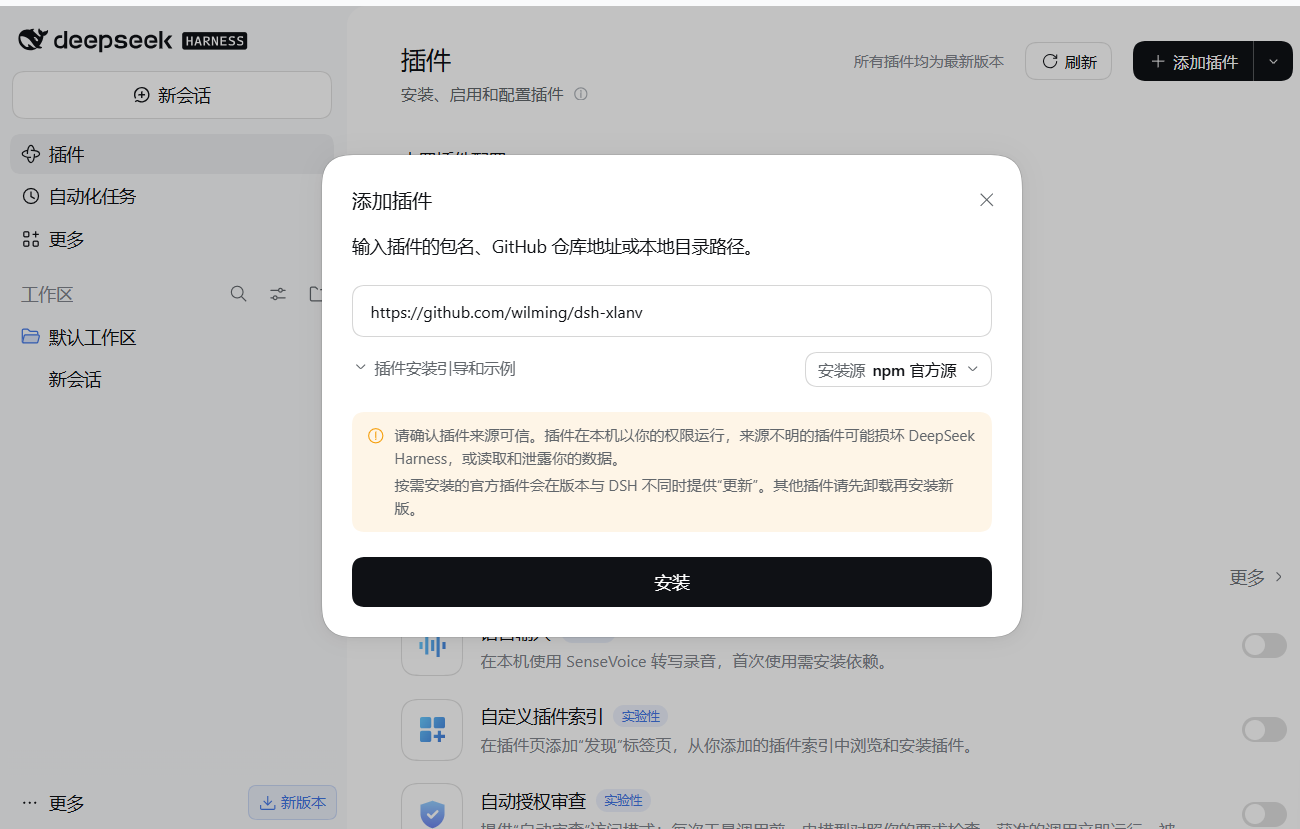 deepseek HARNESS
新会话
插件
自动化任务
更多
工作区
默认工作区
新会话
更多
新版本
插件
安装、启用和配置插件
所有插件均为最新版本
刷新
添加插件
添加插件
输入插件的包名、GitHub 仓库地址或本地目录路径。
https://github.com/wilming/dsh-xlanv
插件安装引导和示例
安装源 npm 官方源
请确认插件来源可信。插件在本机以你的权限运行，来源不明的插件可能损坏 DeepSeek
Harness，或读取和泄露你的数据。
按需安装的官方插件会在版本与 DSH 不同时提供“更新”。其他插件请先卸载再安装新
版。
安装
更多
在本机使用 SenseVoice 转写录音，首次使用需安装依赖。
自定义插件索引 实验性
在插件页添加“发现”标签页，从你添加的插件索引中浏览和安装插件。
自动授权审查 实验性